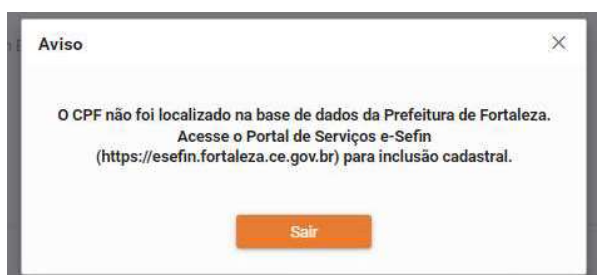 Aviso
O CPF não foi localizado na base de dados da Prefeitura de Fortaleza.
Acesse o Portal de Serviços e-Sefin
(https://esefin.fortaleza.ce.gov.br) para inclusão cadastral.
Sair